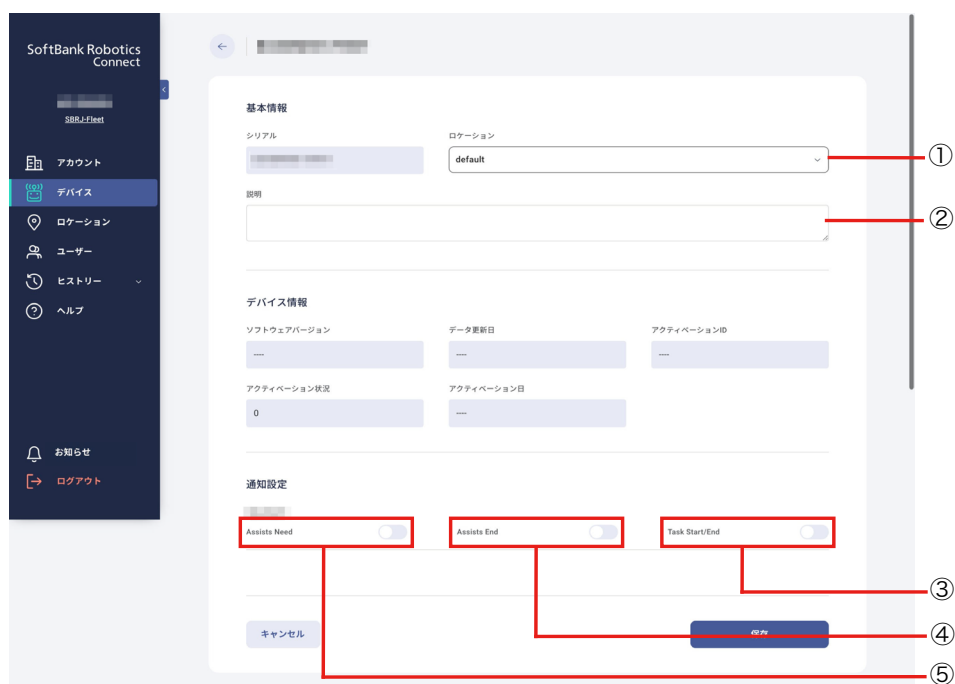 SoftBank Robotics
Connect
SBRJ-Fleet
アカウント
デバイス
ロケーション
ユーザー
ヒストリー
ヘルプ
お知らせ
ログアウト
基本情報
シリアル
ロケーション
default
①
説明
②
デバイス情報
ソフトウェアバージョン
データ更新日
アクティベーションID
----
----
----
アクティベーション状況
アクティベーション日
0
----
通知設定
Assists Need
Assists End
Task Start/End
③
キャンセル
保存
④
⑤